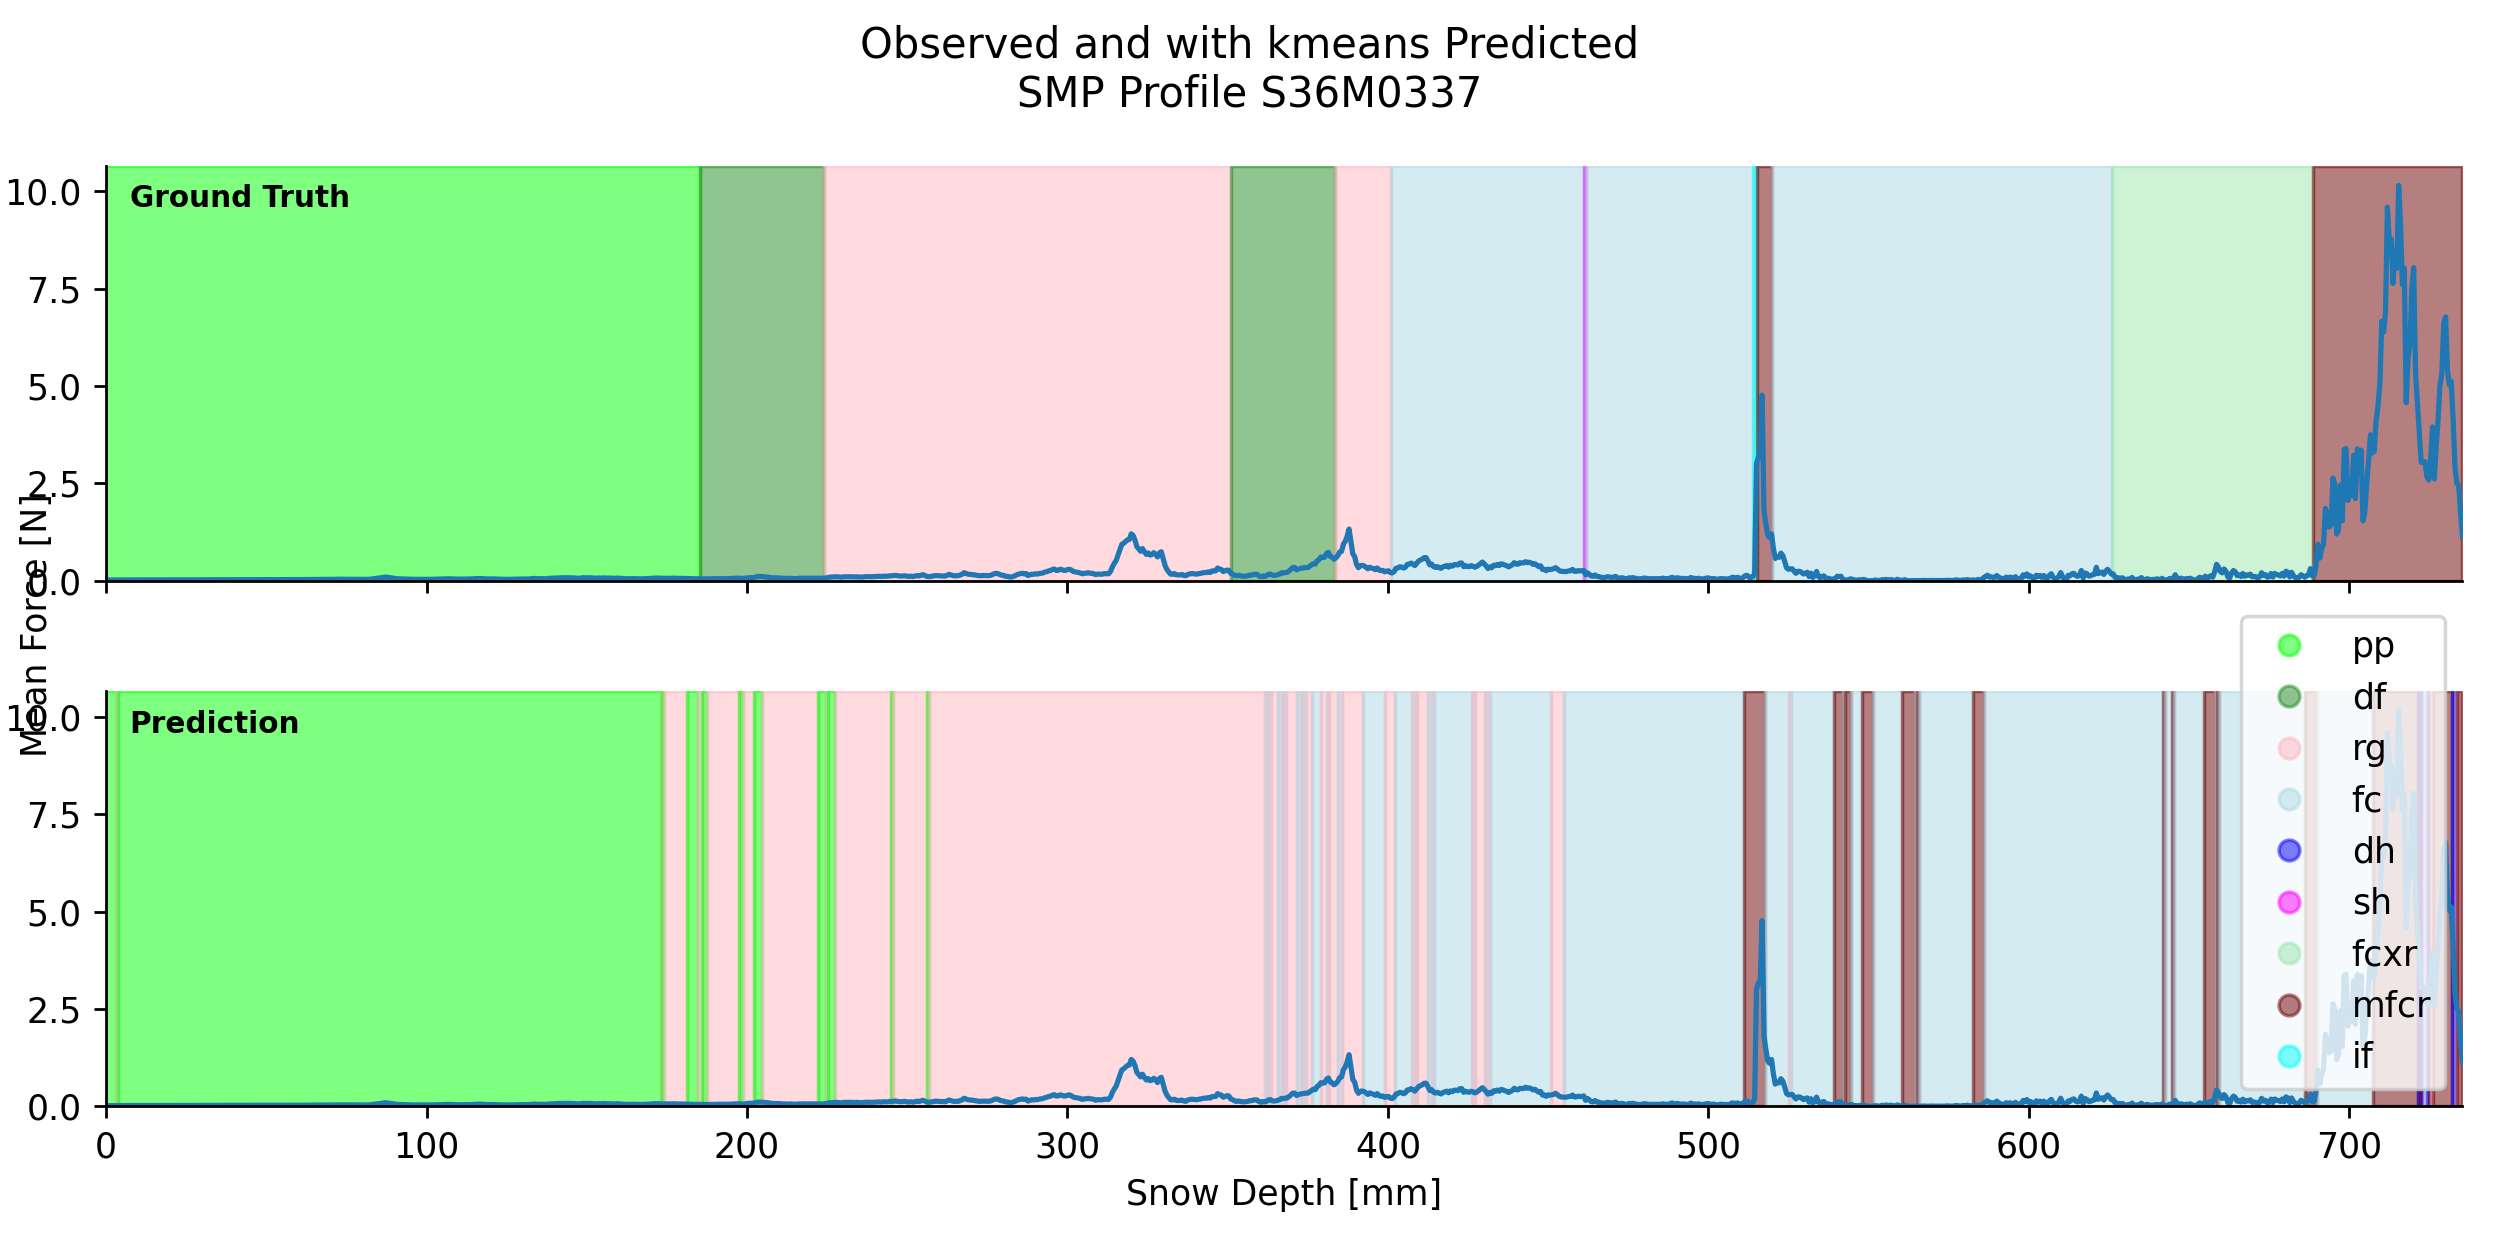 Observed and with kmeans Predicted
SMP Profile S36M0337
Mean Force [N]
10.0
7.5
5.0
2.5
0.0
Ground Truth
10.0
7.5
5.0
2.5
0.0
Prediction
pp
df
rg
fc
dh
sh
fcxr
mfcr
if
0 100 200 300 400 500 600 700
Snow Depth [mm]